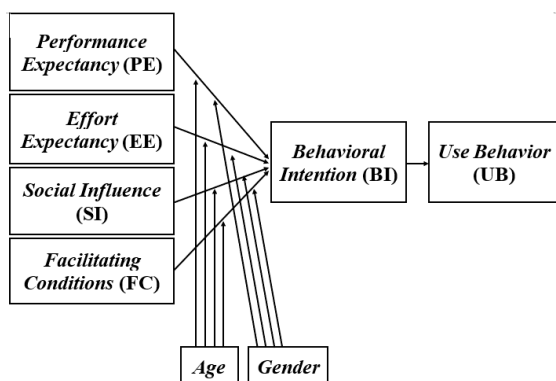 Performance
Expectancy (PE)
Effort
Expectancy (EE)
Social Influence
(SI)
Facilitating
Conditions (FC)
Behavioral
Intention (BI)
Use Behavior
(UB)
Age
Gender